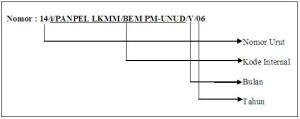 Nomor : 14/i/PANPEL LKMM/BEM PM-UNUD/V/06
Nomor Urut
Kode Internal
Bulan
Tahun